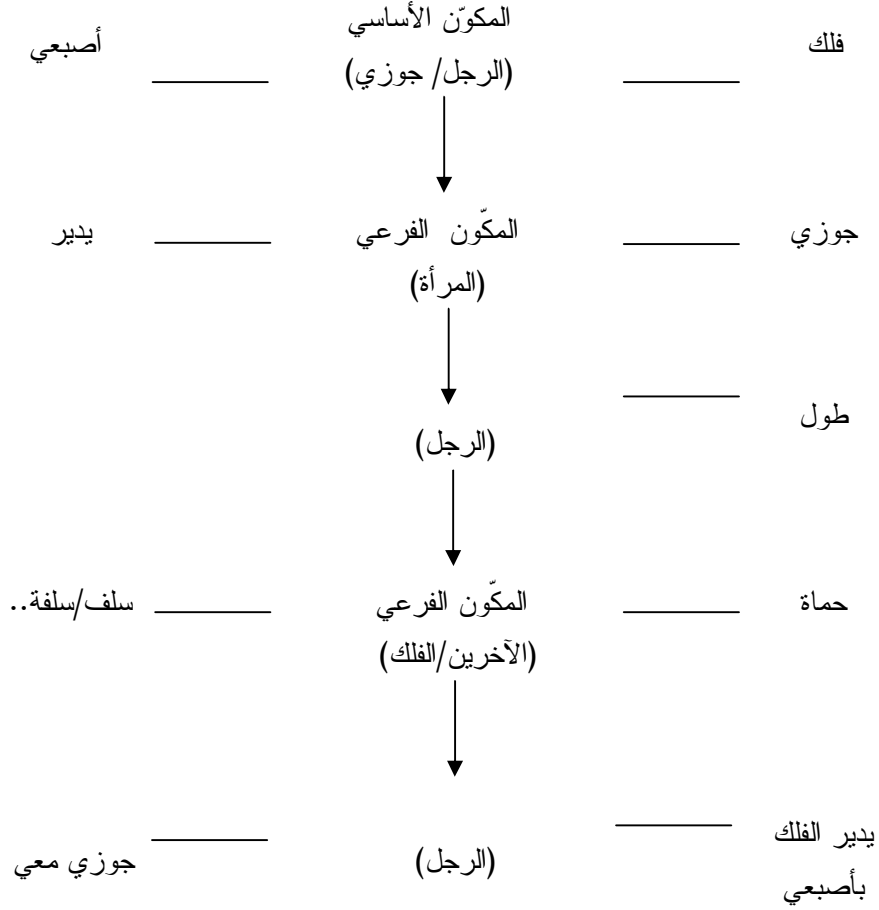 فلك
المكوّن الأساسي
(الرجل/ جوزي)
أصبعي
جوزي
المكّون الفرعي
(المرأة)
يدير
طول
(الرجل)
حماة
المكّون الفرعي
(الآخرين/الفلك)
سلف/سلفة..
يدير الفلك
بأصبعي
(الرجل)
جوزي معي